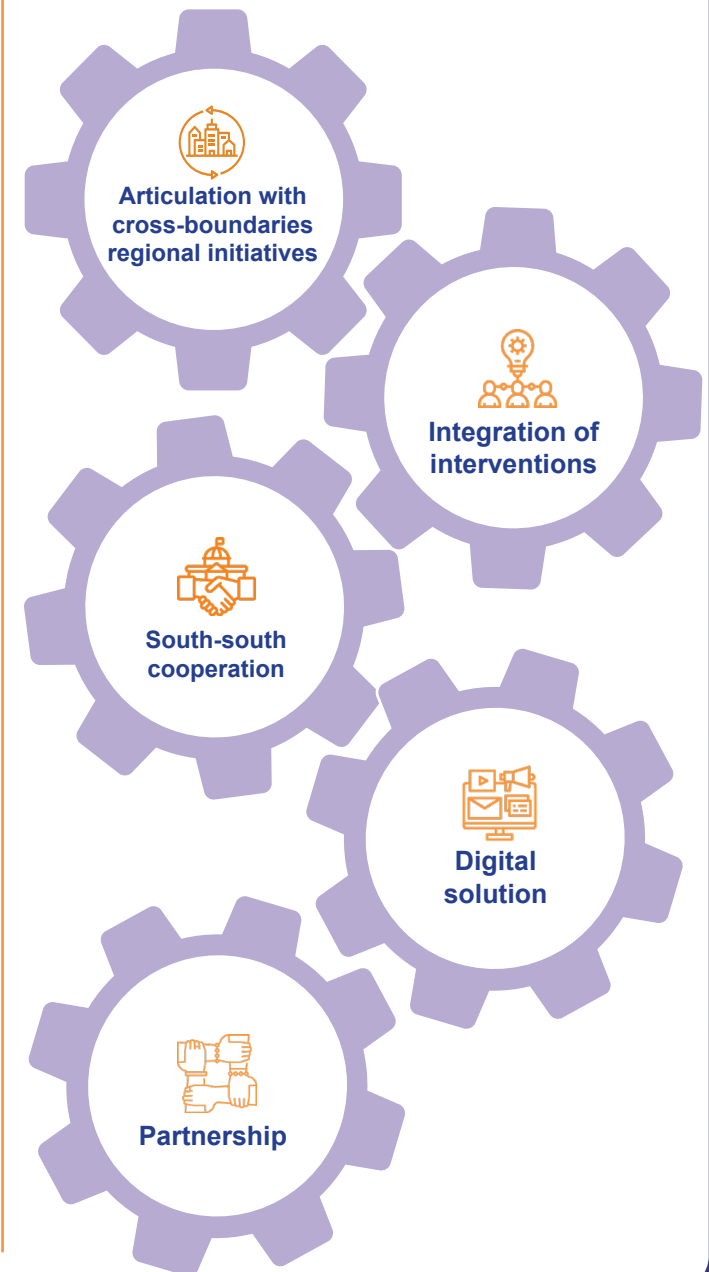 Articulation with
cross-boundaries
regional initiatives
Integration of
interventions
South-south
cooperation
Digital
solution
Partnership